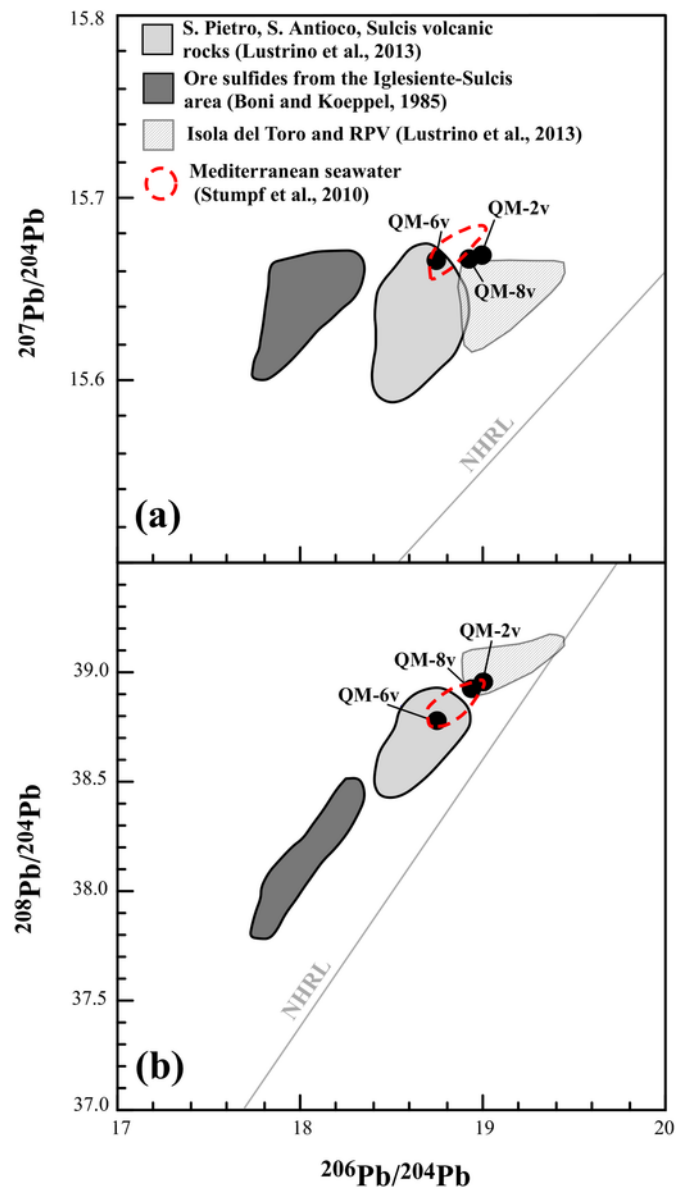 15.8
S. Pietro, S. Antioco, Sulcis volcanic
rocks (Lustrino et al., 2013)
Ore sulfides from the Iglesiente-Sulcis
area (Boni and Koeppel, 1985)
Isola del Toro and RPV (Lustrino et al., 2013)
Mediterranean seawater
(Stumpf et al., 2010)
15.7
QM-6v
QM-2v
QM-8v
²⁰⁷Pb/²⁰⁴Pb
15.6
NHRL
(a)
39.0
QM-2v
QM-8v
QM-6v
38.5
²⁰⁸Pb/²⁰⁴Pb
38.0
37.5
NHRL
(b)
37.0
17
18
19
20
²⁰⁶Pb/²⁰⁴Pb